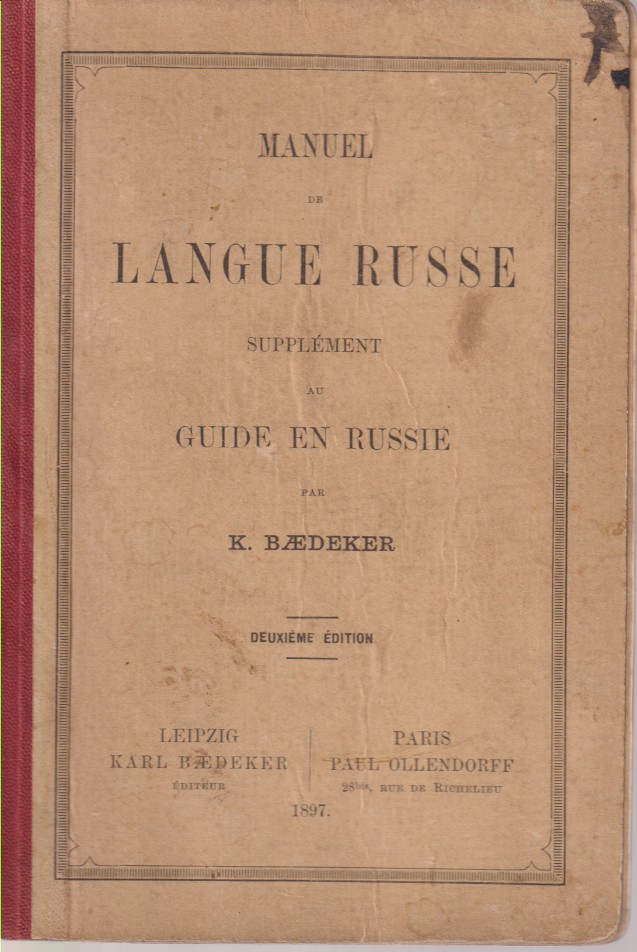 MANUEL
DE
LANGUE RUSSE
SUPPLÉMENT
AU
GUIDE EN RUSSIE
PAR
K. BÆDEKER
DEUXIÈME ÉDITION
LEIPZIG
KARL BÆDEKER
ÉDITEUR
PARIS
PAUL OLLENDORFF
28bis, RUE DE RICHELIEU
1897.